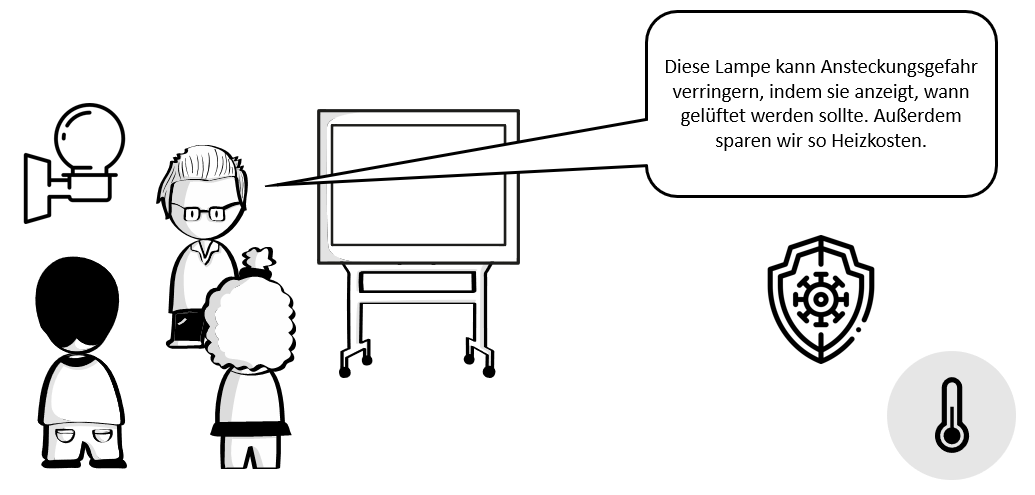 Diese Lampe kann Ansteckungsgefahr
verringern, indem sie anzeigt, wann
gelüftet werden sollte. Außerdem
sparen wir so Heizkosten.